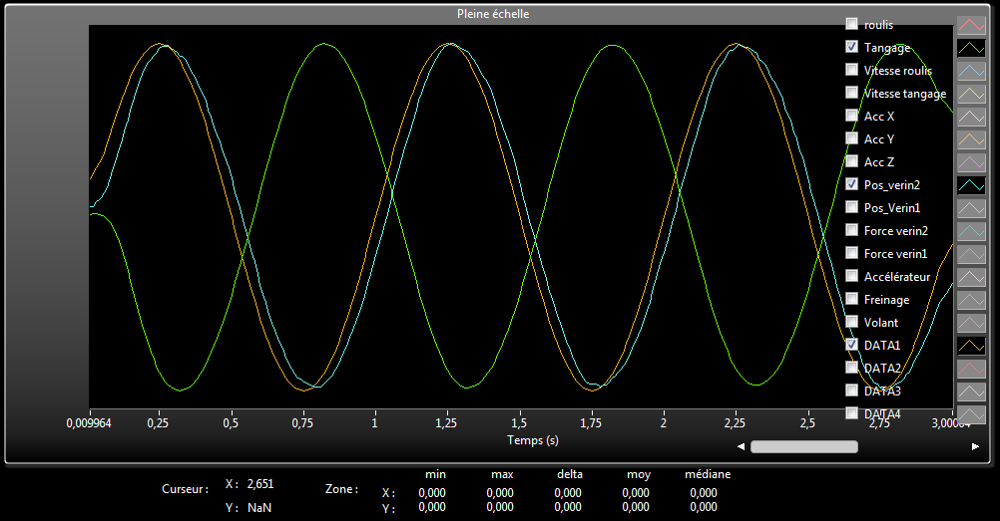 Pleine échelle
roulis
Tangage
Vitesse roulis
Vitesse tangage
Acc X
Acc Y
Acc Z
Pos_verin2
Pos_Verin1
Force verin2
Force verin1
Accélérateur
Freinage
Volant
DATA1
DATA2
DATA3
DATA4
0,009964 0,25 0,5 0,75 1 1,25 1,5 1,75 2 2,25 2,5 2,75
Temps (s)
min max delta moy médiane
Curseur : X : 2,651 Zone : X : 0,000 0,000 0,000 0,000 0,000
Y : NaN Y : 0,000 0,000 0,000 0,000 0,000